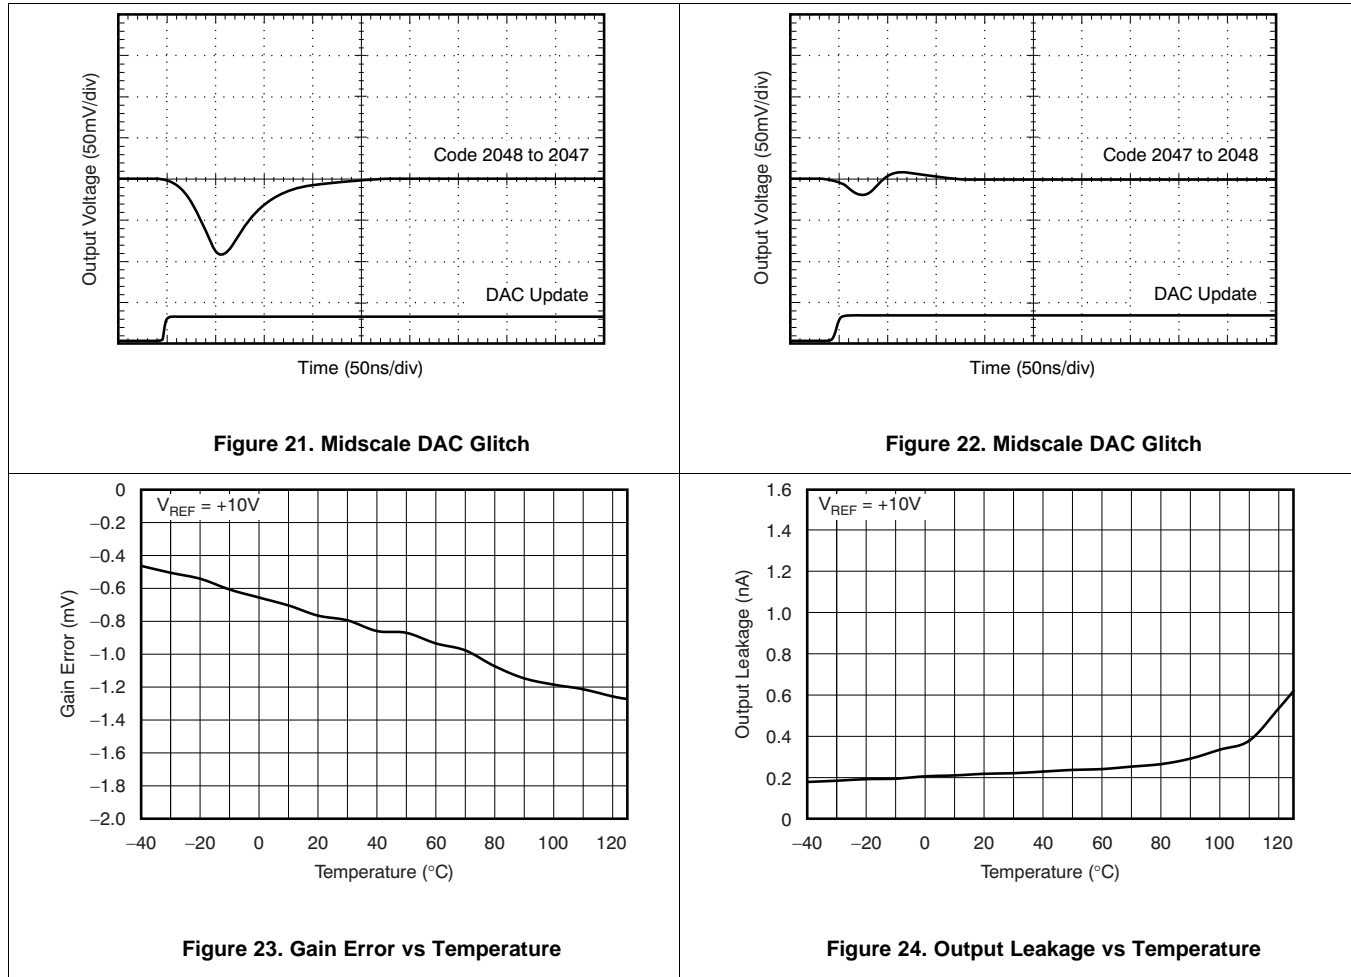 Output Voltage (50mV/div)
Code 2048 to 2047
DAC Update
Time (50ns/div)
Figure 21. Midscale DAC Glitch
Output Voltage (50mV/div)
Code 2047 to 2048
DAC Update
Time (50ns/div)
Figure 22. Midscale DAC Glitch
Gain Error (mV)
0
−0.2
−0.4
−0.6
−0.8
−1.0
−1.2
−1.4
−1.6
−1.8
−2.0
VREF = +10V
−40 −20 0 20 40 60 80 100 120
Temperature (°C)
Figure 23. Gain Error vs Temperature
Output Leakage (nA)
1.6
1.4
1.2
1.0
0.8
0.6
0.4
0.2
0
VREF = +10V
−40 −20 0 20 40 60 80 100 120
Temperature (°C)
Figure 24. Output Leakage vs Temperature